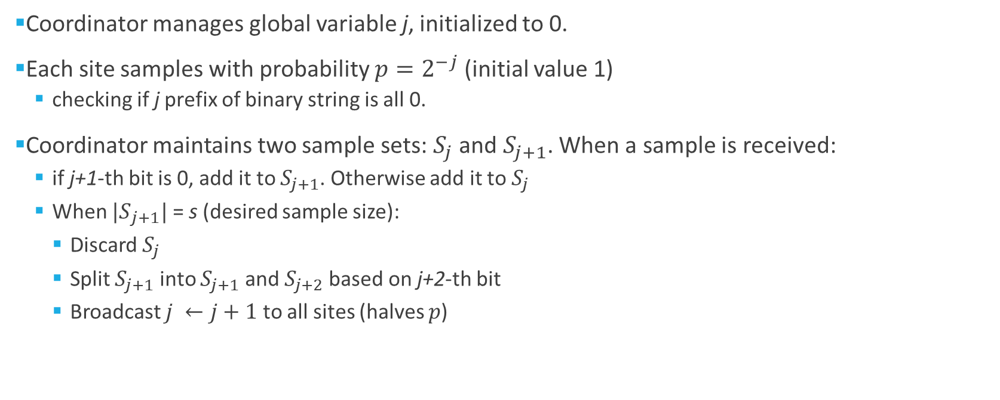 ▪Coordinator manages global variable j, initialized to 0.
▪Each site samples with probability $p = 2^{-j}$ (initial value 1)
▪ checking if j prefix of binary string is all 0.
▪Coordinator maintains two sample sets: $S_j$ and $S_{j+1}$. When a sample is received:
▪ if j+1-th bit is 0, add it to $S_{j+1}$. Otherwise add it to $S_j$
▪ When $|S_{j+1}|$ = s (desired sample size):
▪ Discard $S_j$
▪ Split $S_{j+1}$ into $S_{j+1}$ and $S_{j+2}$ based on j+2-th bit
▪ Broadcast $j \leftarrow j + 1$ to all sites (halves $p$)